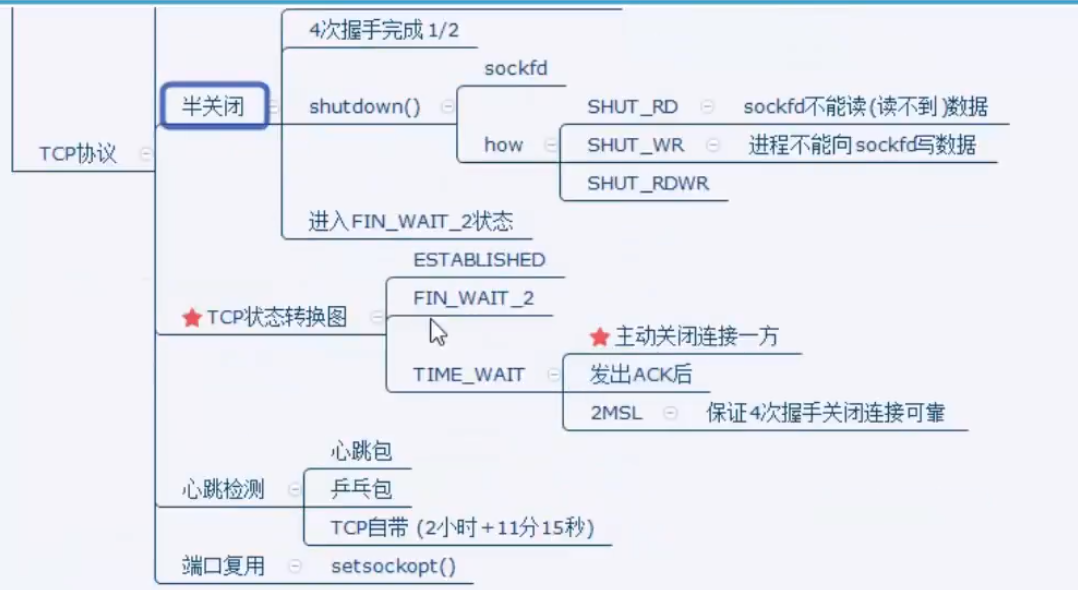 4次握手完成 1/2
sockfd
半关闭
shutdown()
SHUT_RD
sockfd不能读(读不到)数据
how
SHUT_WR
进程不能向sockfd写数据
TCP协议
SHUT_RDWR
进入FIN_WAIT_2状态
ESTABLISHED
FIN_WAIT_2
TCP状态转换图
主动关闭连接一方
TIME_WAIT
发出ACK后
2MSL
保证4次握手关闭连接可靠
心跳包
心跳检测
乒乓包
TCP自带 (2小时+11分15秒)
端口复用
setsockopt()